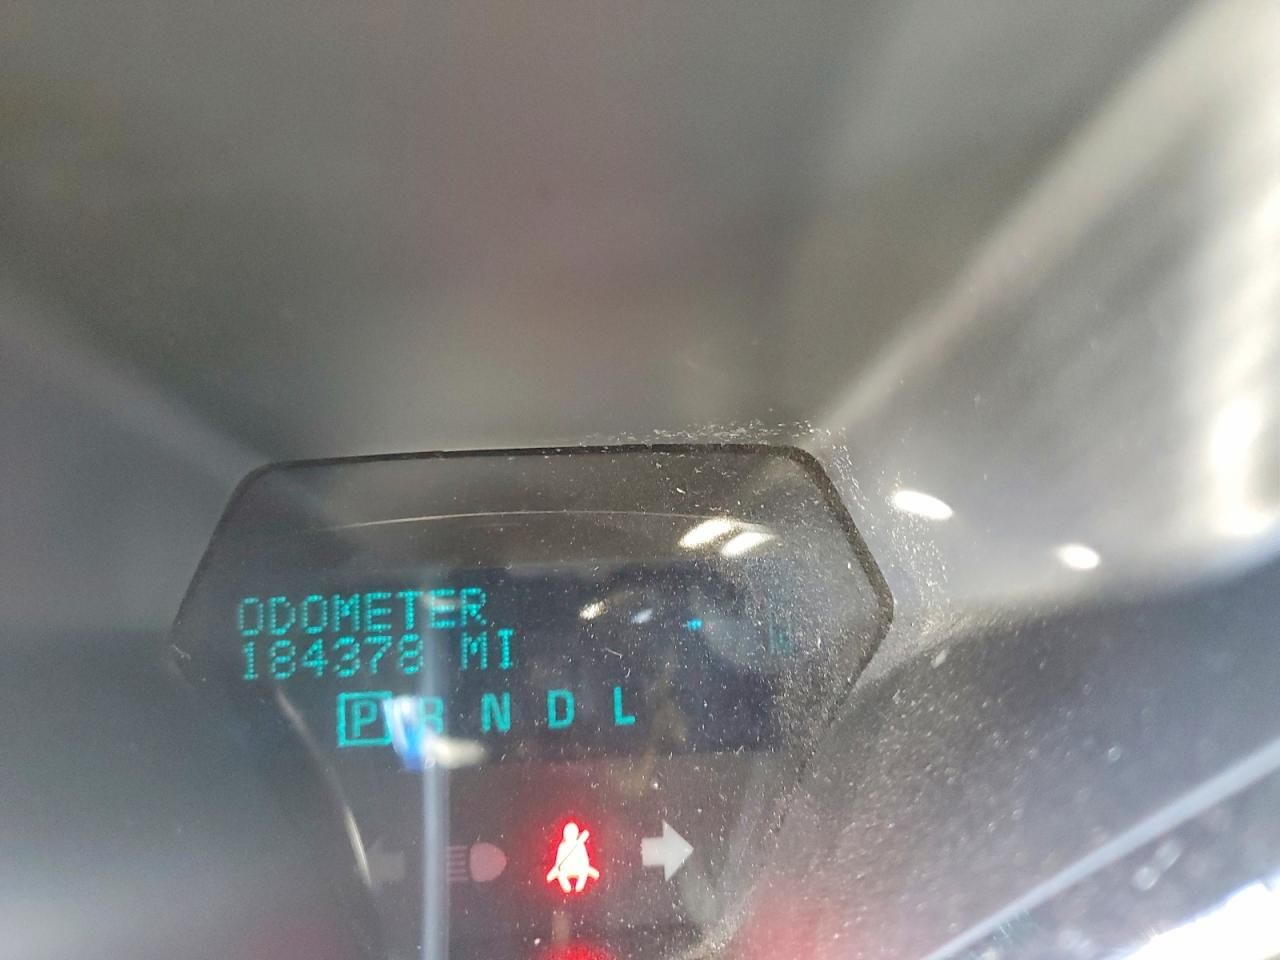 ODOMETER
184378 MI
P R N D L